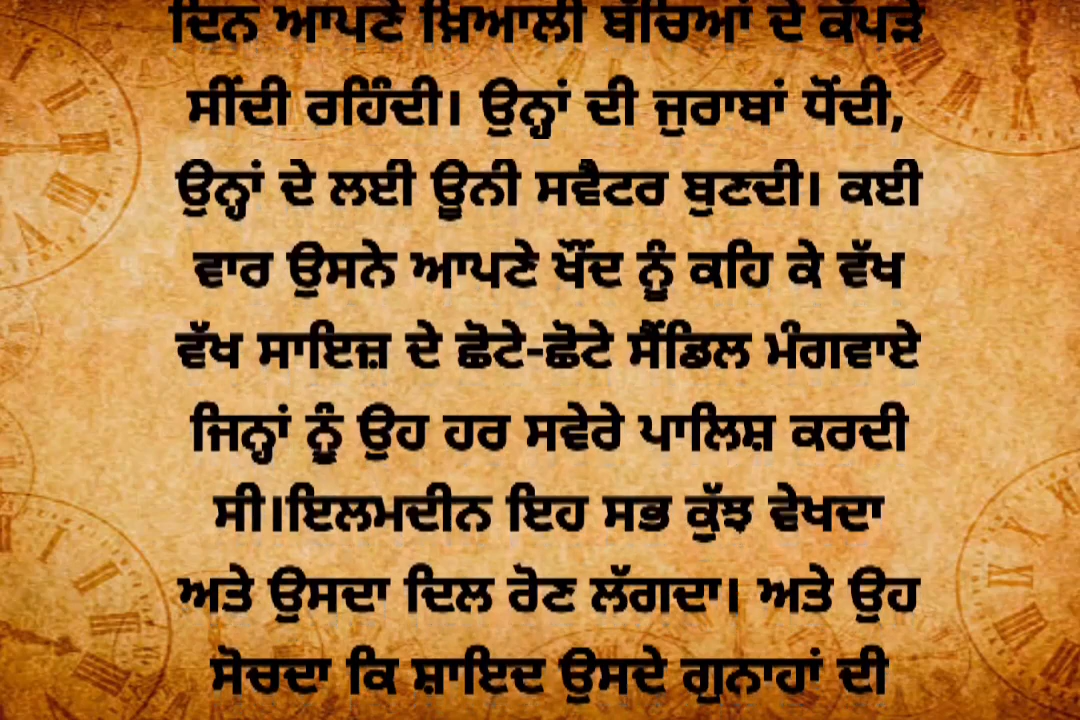 ਦਿਨ ਆਪਣੇ ਖ਼ਿਆਲੀ ਬੱਚਿਆਂ ਦੇ ਕੱਪੜੇ
ਸੀਂਦੀ ਰਹਿੰਦੀ। ਉਨ੍ਹਾਂ ਦੀ ਜੁਰਾਬਾਂ ਧੋਂਦੀ,
ਉਨ੍ਹਾਂ ਦੇ ਲਈ ਊਨੀ ਸਵੈਟਰ ਬੁਣਦੀ। ਕਈ
ਵਾਰ ਉਸਨੇ ਆਪਣੇ ਖੌਂਦ ਨੂੰ ਕਹਿ ਕੇ ਵੱਖ
ਵੱਖ ਸਾਇਜ਼ ਦੇ ਛੋਟੇ-ਛੋਟੇ ਸੈਂਡਿਲ ਮੰਗਵਾਏ
ਜਿਨ੍ਹਾਂ ਨੂੰ ਉਹ ਹਰ ਸਵੇਰੇ ਪਾਲਿਸ਼ ਕਰਦੀ
ਸੀ।ਇਲਮਦੀਨ ਇਹ ਸਭ ਕੁੱਝ ਵੇਖਦਾ
ਅਤੇ ਉਸਦਾ ਦਿਲ ਰੋਣ ਲੱਗਦਾ। ਅਤੇ ਉਹ
ਸੋਚਦਾ ਕਿ ਸ਼ਾਇਦ ਉਸਦੇ ਗੁਨਾਹਾਂ ਦੀ